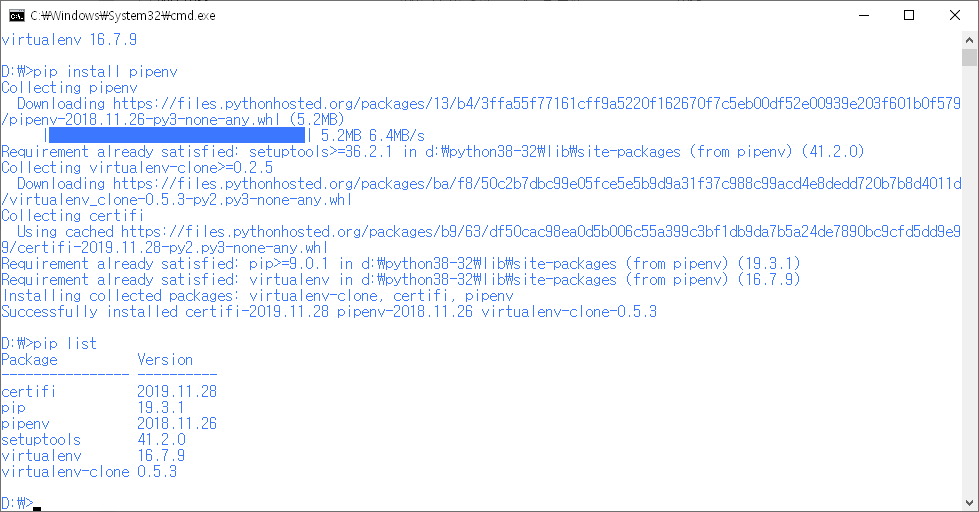 C:₩Windows₩System32₩cmd.exe
virtualenv 16.7.9
D:₩>pip install pipenv
Collecting pipenv
  Downloading https://files.pythonhosted.org/packages/13/b4/3ffa55f77161cff9a5220f162670f7c5eb00df52e00939e203f601b0f579
/pipenv-2018.11.26-py3-none-any.whl (5.2MB)
     |████████████████████████████████| 5.2MB 6.4MB/s
Requirement already satisfied: setuptools>=36.2.1 in d:₩python38-32₩lib₩site-packages (from pipenv) (41.2.0)
Collecting virtualenv-clone>=0.2.5
  Downloading https://files.pythonhosted.org/packages/ba/f8/50c2b7dbc99e05fce5e5b9d9a31f37c988c99acd4e8dedd720b7b8d4011d
/virtualenv_clone-0.5.3-py2.py3-none-any.whl
Collecting certifi
  Using cached https://files.pythonhosted.org/packages/b9/63/df50cac98ea0d5b006c55a399c3bf1db9da7b5a24de7890bc9cfd5dd9e9
9/certifi-2019.11.28-py2.py3-none-any.whl
Requirement already satisfied: pip>=9.0.1 in d:₩python38-32₩lib₩site-packages (from pipenv) (19.3.1)
Requirement already satisfied: virtualenv in d:₩python38-32₩lib₩site-packages (from pipenv) (16.7.9)
Installing collected packages: virtualenv-clone, certifi, pipenv
Successfully installed certifi-2019.11.28 pipenv-2018.11.26 virtualenv-clone-0.5.3
D:₩>pip list
Package          Version
---------------- ----------
certifi          2019.11.28
pip              19.3.1
pipenv           2018.11.26
setuptools       41.2.0
virtualenv       16.7.9
virtualenv-clone 0.5.3
D:₩>